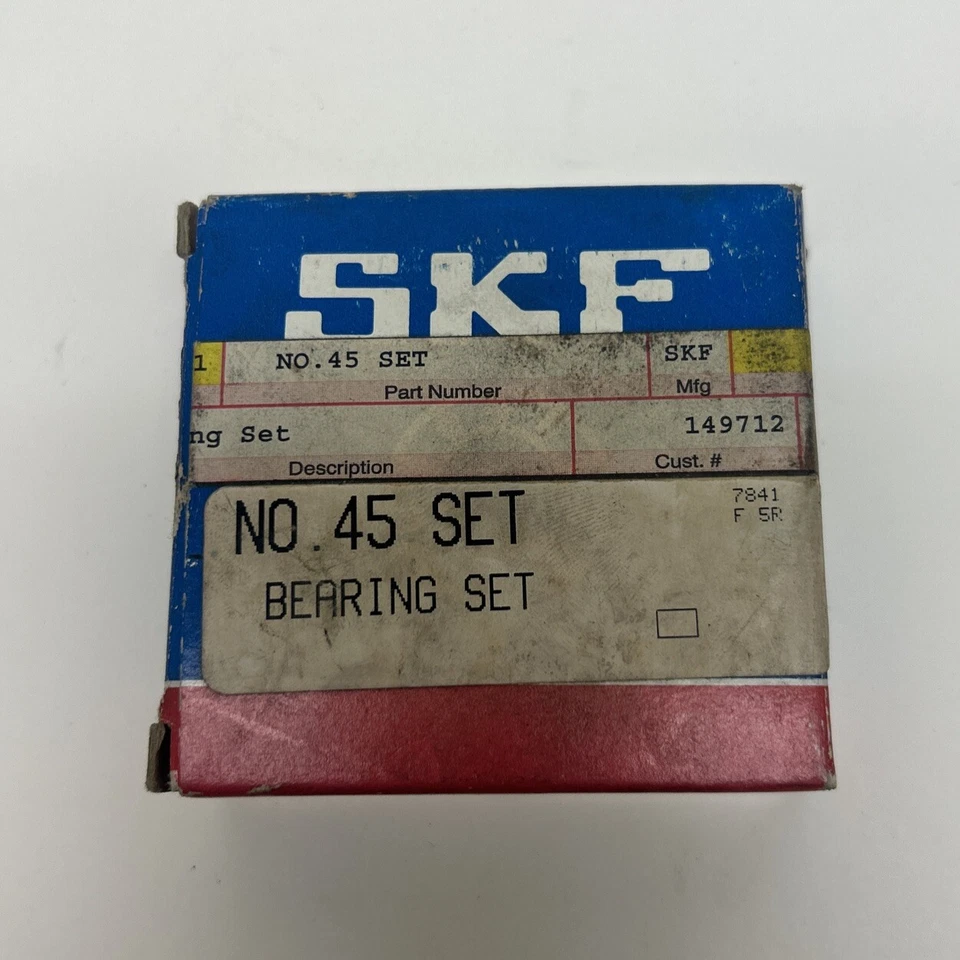 SKF
1 NO.45 SET SKF
Part Number Mfg
ng Set 149712
Description Cust. #
NO.45 SET 7841
F 5R
BEARING SET